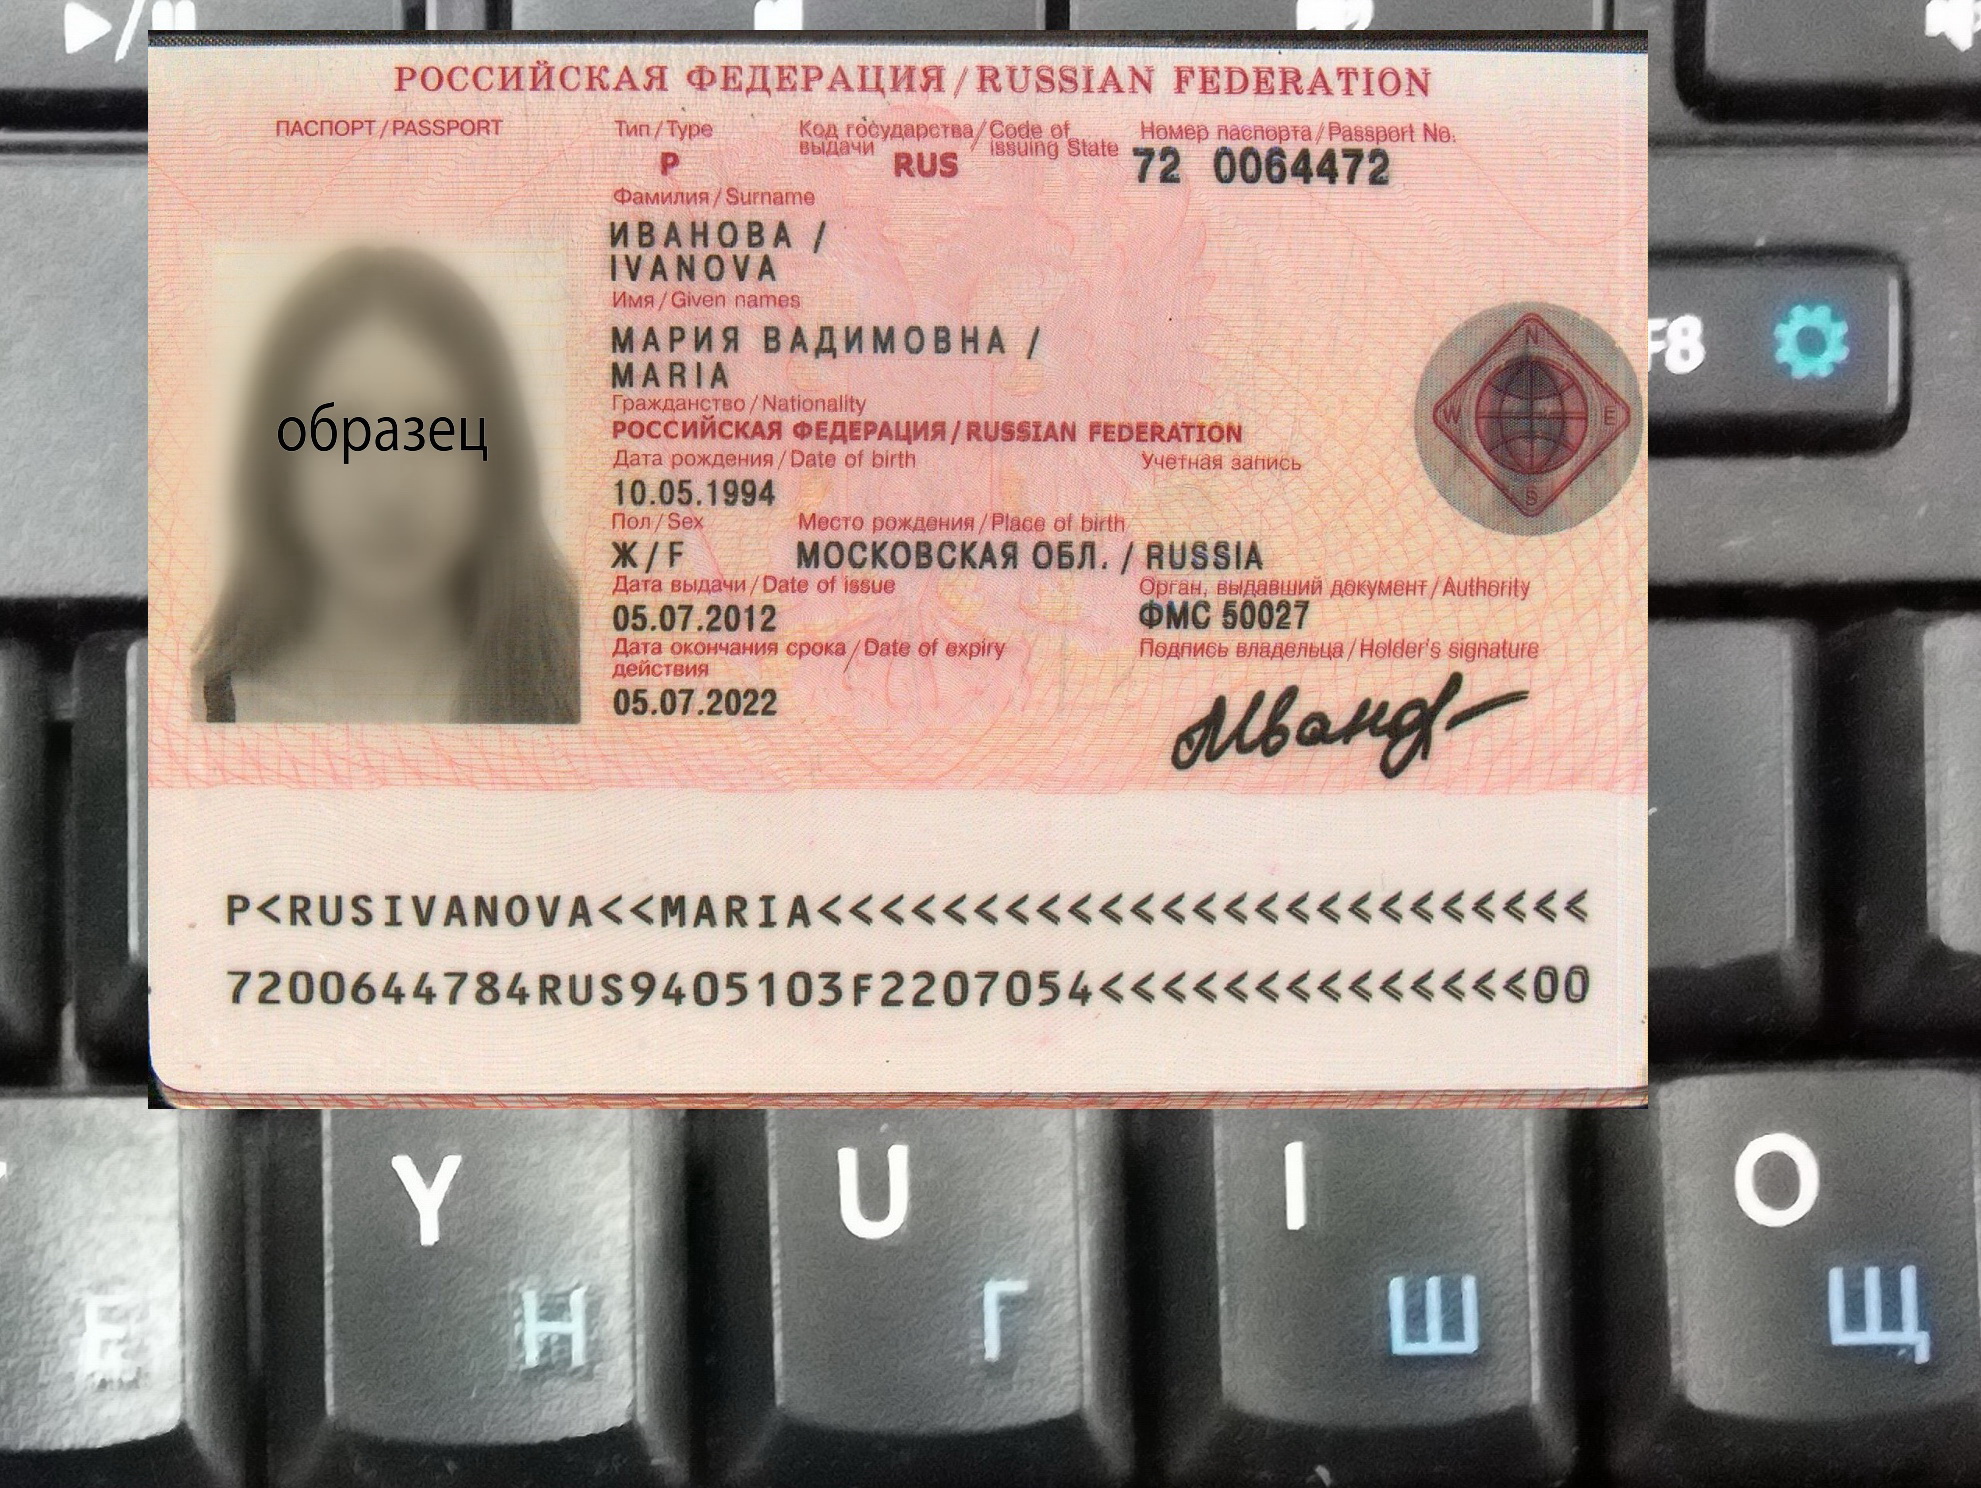 РОССИЙСКАЯ ФЕДЕРАЦИЯ / RUSSIAN FEDERATION
ПАСПОРТ / PASSPORT
Тип / Type
P
Код государства / Code of
выдачи issuing State
RUS
Номер паспорта / Passport No.
72 0064472
Фамилия / Surname
ИВАНОВА /
IVANOVA
Имя / Given names
МАРИЯ ВАДИМОВНА /
MARIA
Гражданство / Nationality
РОССИЙСКАЯ ФЕДЕРАЦИЯ / RUSSIAN FEDERATION
Дата рождения / Date of birth
10.05.1994
Учетная запись
Пол / Sex
Ж / F
Место рождения / Place of birth
МОСКОВСКАЯ ОБЛ. / RUSSIA
Дата выдачи / Date of issue
05.07.2012
Орган, выдавший документ / Authority
ФМС 50027
Дата окончания срока / Date of expiry
действия
05.07.2022
Подпись владельца / Holder's signature
образец
N
W E
S
P<RUSIVANOVA<<MARIA<<<<<<<<<<<<<<<<<<<<<<<<<
7200644784RUS9405103F2207054<<<<<<<<<<<<<<00
F8
Y
U
I
O
Е
Н
Г
Ш
Щ